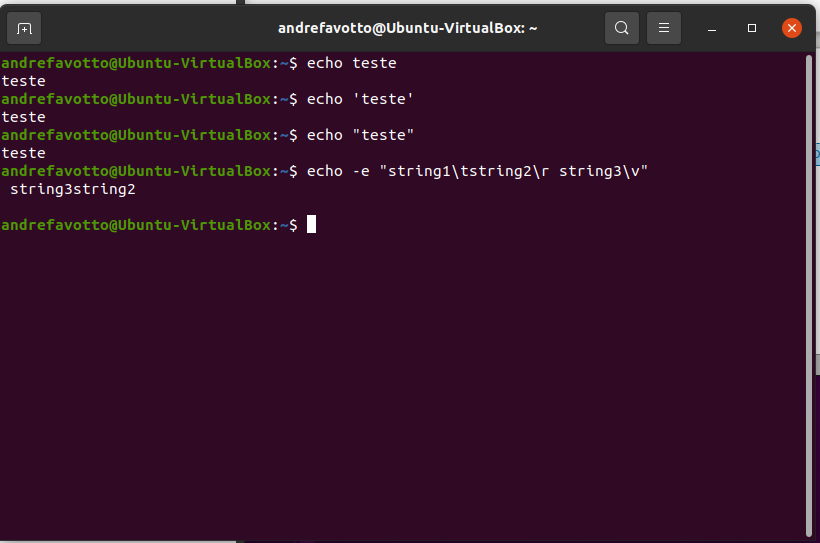 andrefavotto@Ubuntu-VirtualBox: ~
andrefavotto@Ubuntu-VirtualBox:~$ echo teste
teste
andrefavotto@Ubuntu-VirtualBox:~$ echo 'teste'
teste
andrefavotto@Ubuntu-VirtualBox:~$ echo "teste"
teste
andrefavotto@Ubuntu-VirtualBox:~$ echo -e "string1\tstring2\r string3\v"
 string3string2
andrefavotto@Ubuntu-VirtualBox:~$